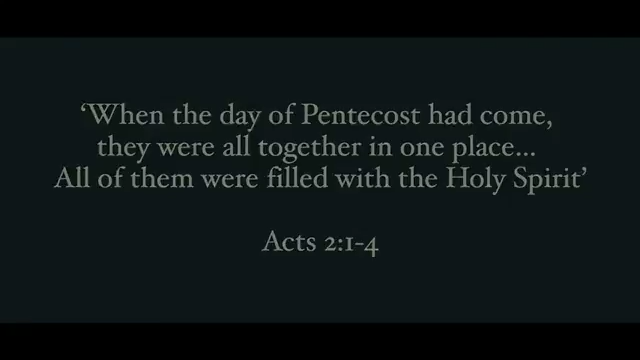 ‘When the day of Pentecost had come,
they were all together in one place...
All of them were filled with the Holy Spirit’
Acts 2:1-4